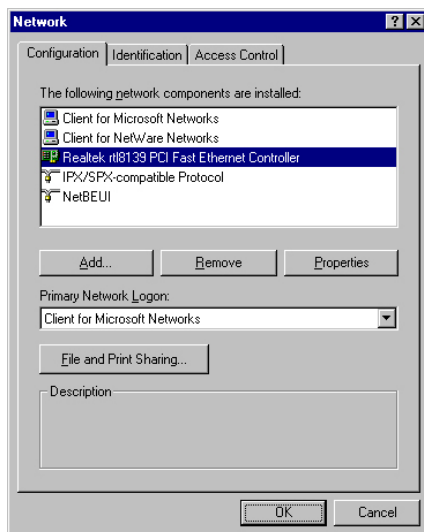 Network
Configuration Identification Access Control
The following network components are installed:
Client for Microsoft Networks
Client for NetWare Networks
Realtek rtl8139 PCI Fast Ethernet Controller
IPX/SPX-compatible Protocol
NetBEUI
Add... Remove Properties
Primary Network Logon:
Client for Microsoft Networks
File and Print Sharing...
Description
OK Cancel